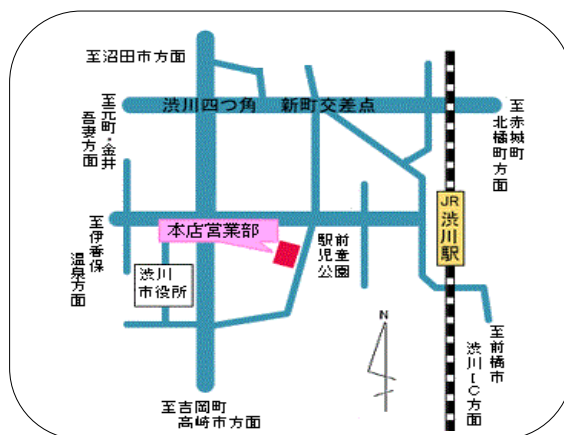 至沼田市方面
渋川四つ角　新町交差点
至元町・金井
吾妻方面
至赤城町
北橘町方面
JR
渋川駅
本店営業部
駅前
児童
公園
至伊香保
温泉方面
渋川
市役所
N
至前橋市
渋川IC方面
至吉岡町
高崎市方面